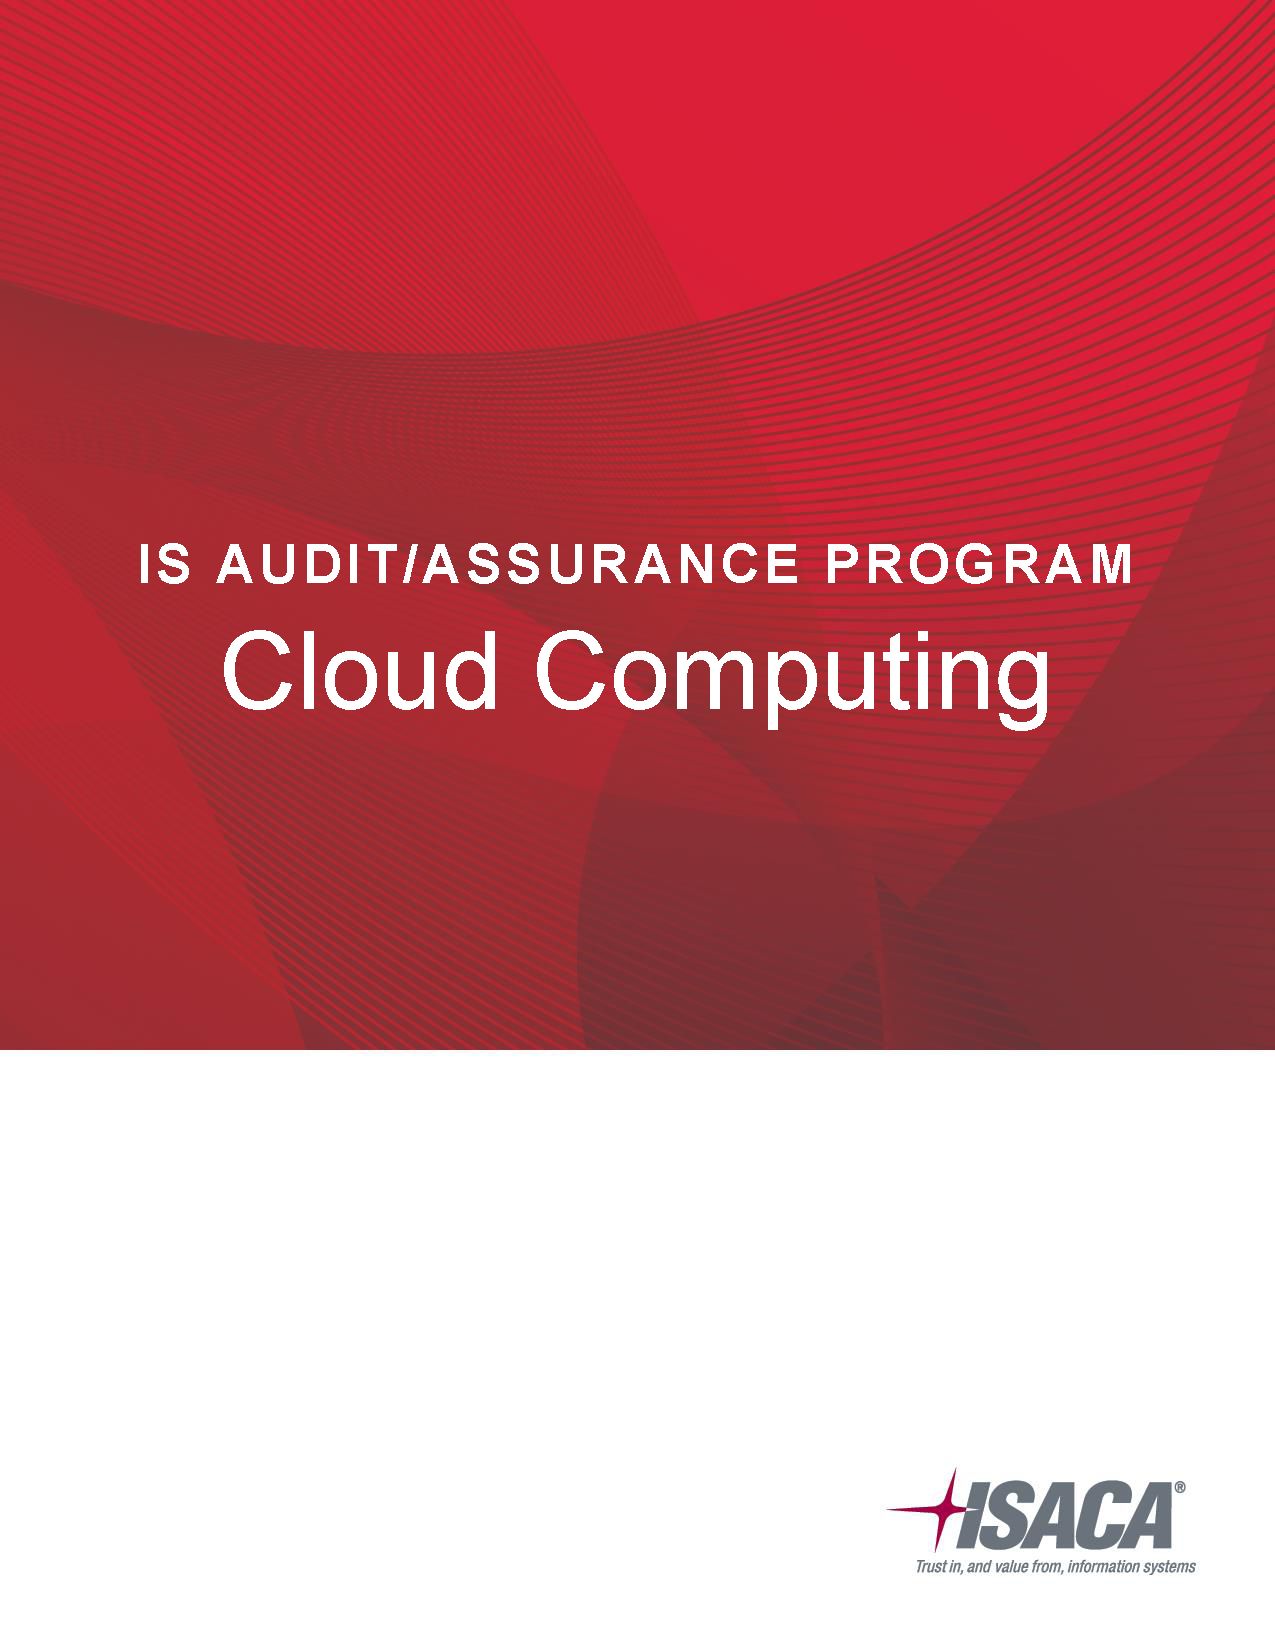 IS AUDIT/ASSURANCE PROGRAM
Cloud Computing
ISACA®
Trust in, and value from, information systems